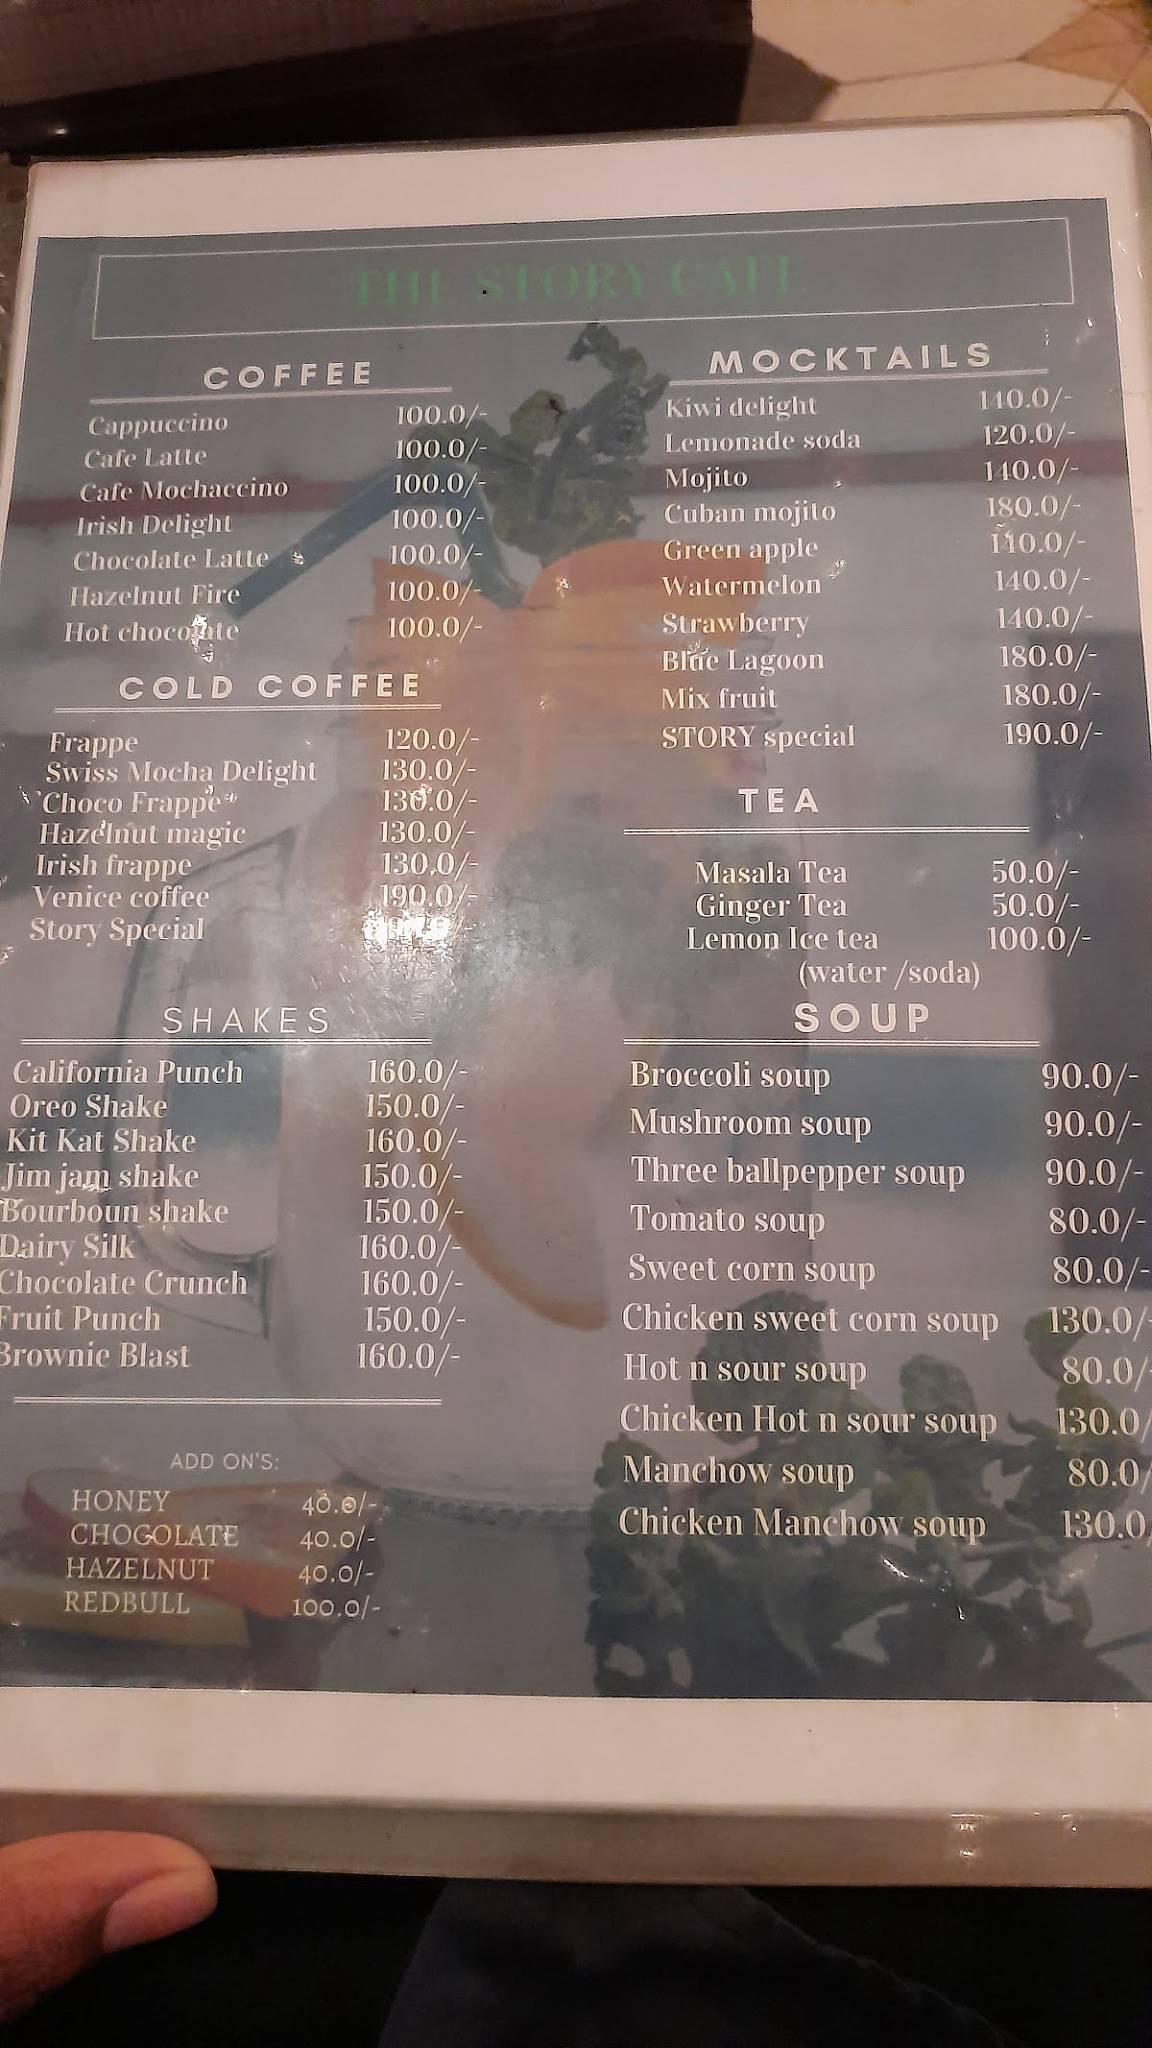 THE STORY CAFE
COFFEE
Cappuccino 100.0/-
Cafe Latte 100.0/-
Cafe Mochaccino 100.0/-
Irish Delight 100.0/-
Chocolate Latte 100.0/-
Hazelnut Fire 100.0/-
Hot chocolate 100.0/-
COLD COFFEE
Frappe 120.0/-
Swiss Mocha Delight 130.0/-
Choco Frappe 130.0/-
Hazelnut magic 130.0/-
Irish frappe 130.0/-
Venice coffee 190.0/-
Story Special
SHAKES
California Punch 160.0/-
Oreo Shake 150.0/-
Kit Kat Shake 160.0/-
Jim jam shake 150.0/-
Bourboun shake 150.0/-
Dairy Silk 160.0/-
Chocolate Crunch 160.0/-
Fruit Punch 150.0/-
Brownie Blast 160.0/-
ADD ON'S:
HONEY 40.0/-
CHOCOLATE 40.0/-
HAZELNUT 40.0/-
REDBULL 100.0/-
MOCKTAILS
Kiwi delight 140.0/-
Lemonade soda 120.0/-
Mojito 140.0/-
Cuban mojito 180.0/-
Green apple 140.0/-
Watermelon 140.0/-
Strawberry 140.0/-
Blue Lagoon 180.0/-
Mix fruit 180.0/-
STORY special 190.0/-
TEA
Masala Tea 50.0/-
Ginger Tea 50.0/-
Lemon Ice tea 100.0/-
(water /soda)
SOUP
Broccoli soup 90.0/-
Mushroom soup 90.0/-
Three ballpepper soup 90.0/-
Tomato soup 80.0/-
Sweet corn soup 80.0/-
Chicken sweet corn soup 130.0/-
Hot n sour soup 80.0/-
Chicken Hot n sour soup 130.0/
Manchow soup 80.0/
Chicken Manchow soup 130.0/